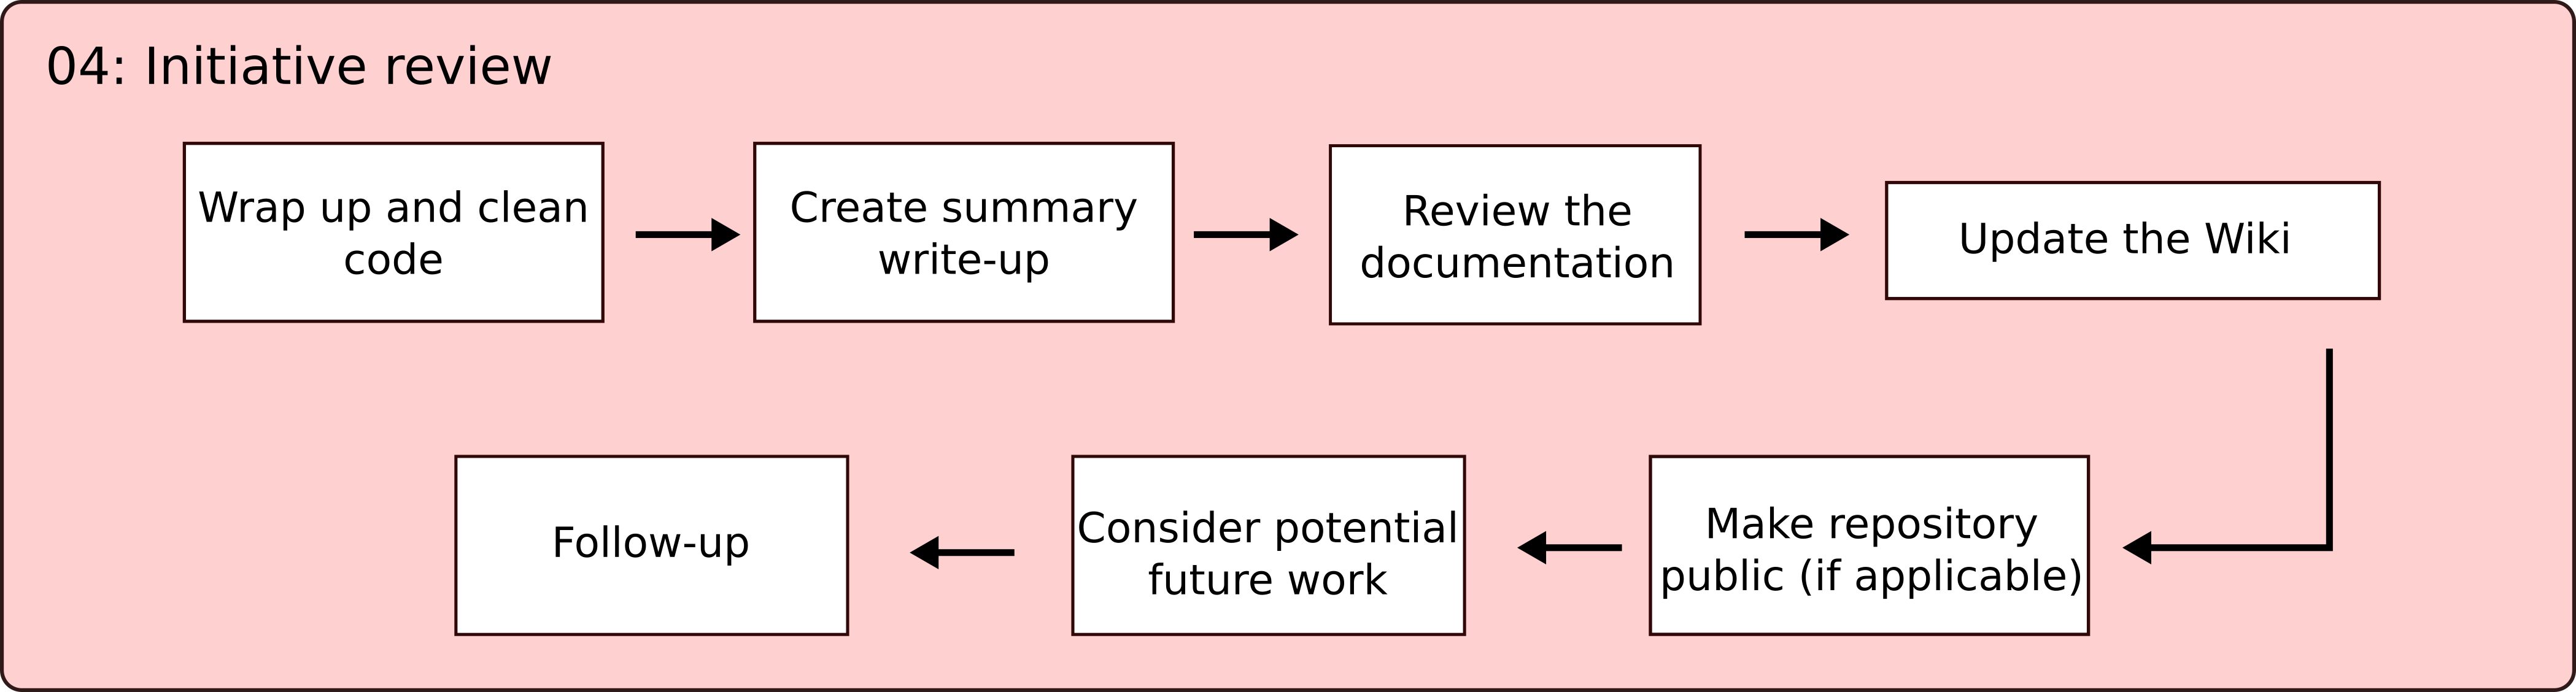 04: Initiative review
Wrap up and clean
code
Create summary
write-up
Review the
documentation
Update the Wiki
Make repository
public (if applicable)
Consider potential
future work
Follow-up